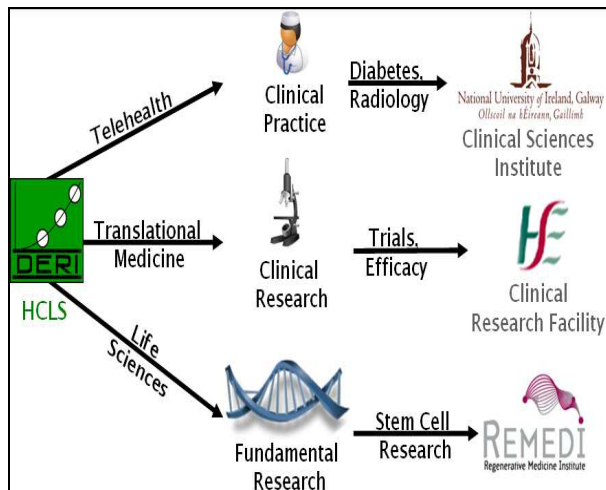 Telehealth
Clinical
Practice
Diabetes,
Radiology
National University of Ireland, Galway
Ollscoil na hÉireann, Gaillimh
Clinical Sciences
Institute
DERI
HCLS
Translational
Medicine
Clinical
Research
Trials,
Efficacy
HSE
Clinical
Research Facility
Life
Sciences
Fundamental
Research
Stem Cell
Research
REMEDI
Regenerative Medicine Institute